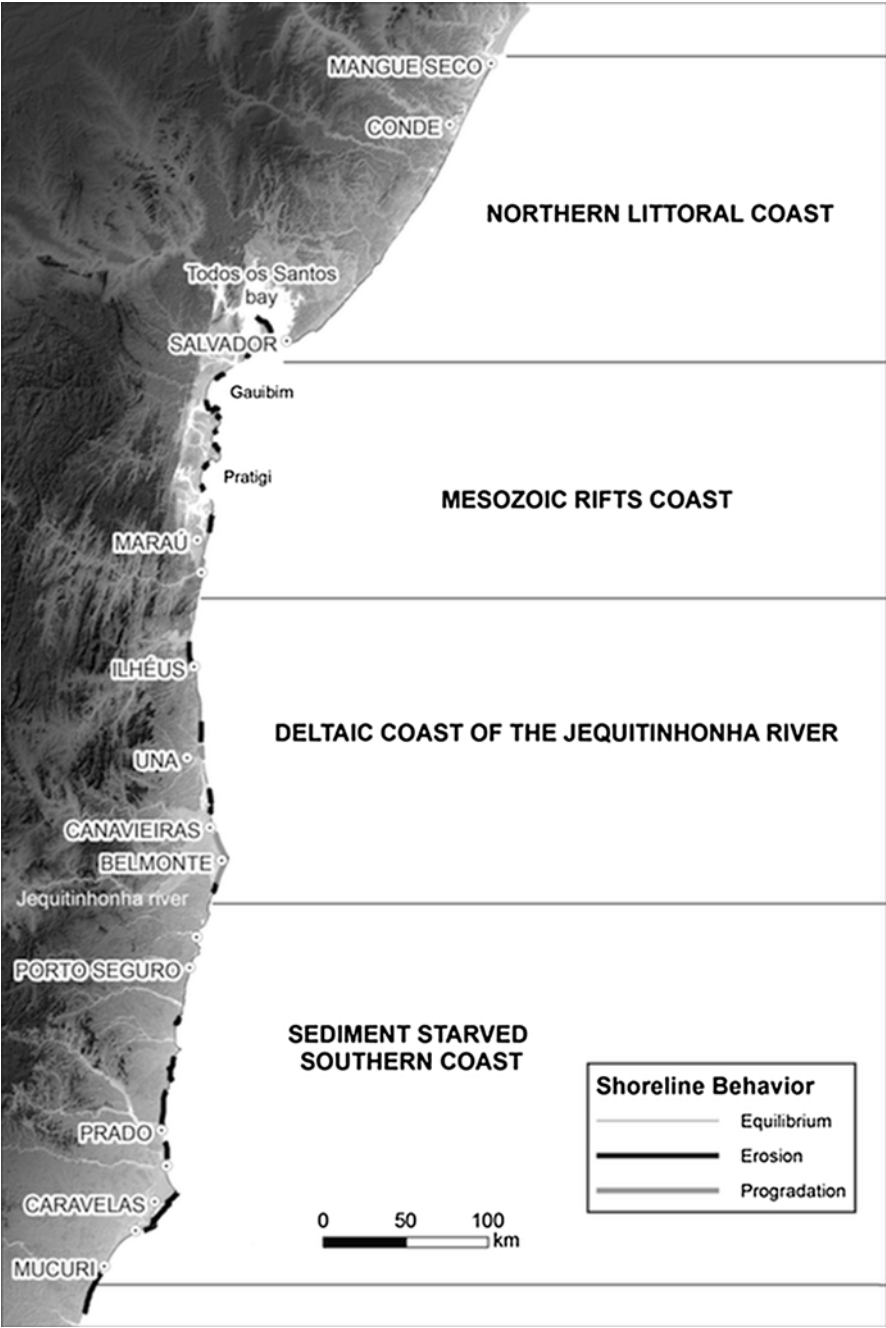 MANGUE SECO
CONDE
NORTHERN LITTORAL COAST
Todos os Santos
bay
SALVADOR
Gauibim
Pratigi
MESOZOIC RIFTS COAST
MARAÚ
ILHÉUS
DELTAIC COAST OF THE JEQUITINHONHA RIVER
UNA
CANAVIEIRAS
BELMONTE
Jequitinhonha river
PORTO SEGURO
SEDIMENT STARVED
SOUTHERN COAST
Shoreline Behavior
Equilibrium
Erosion
Progradation
PRADO
CARAVELAS
0 50 100
km
MUCURI